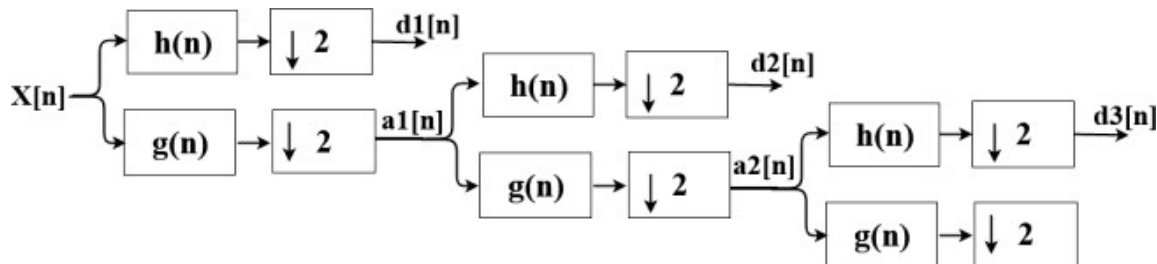 d1[n]
h(n) ↓ 2
d2[n]
X[n]
h(n) ↓ 2
a1[n]
d3[n]
g(n) ↓ 2
h(n) ↓ 2
a2[n]
g(n) ↓ 2
g(n) ↓ 2